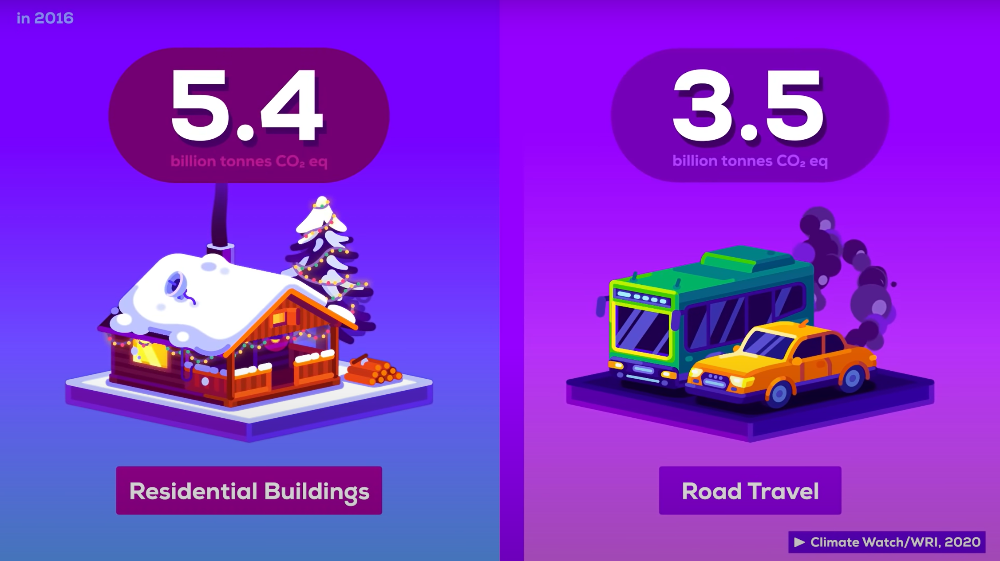 in 2016
5.4
billion tonnes CO₂ eq
3.5
billion tonnes CO₂ eq
Residential Buildings
Road Travel
▶ Climate Watch/WRI, 2020